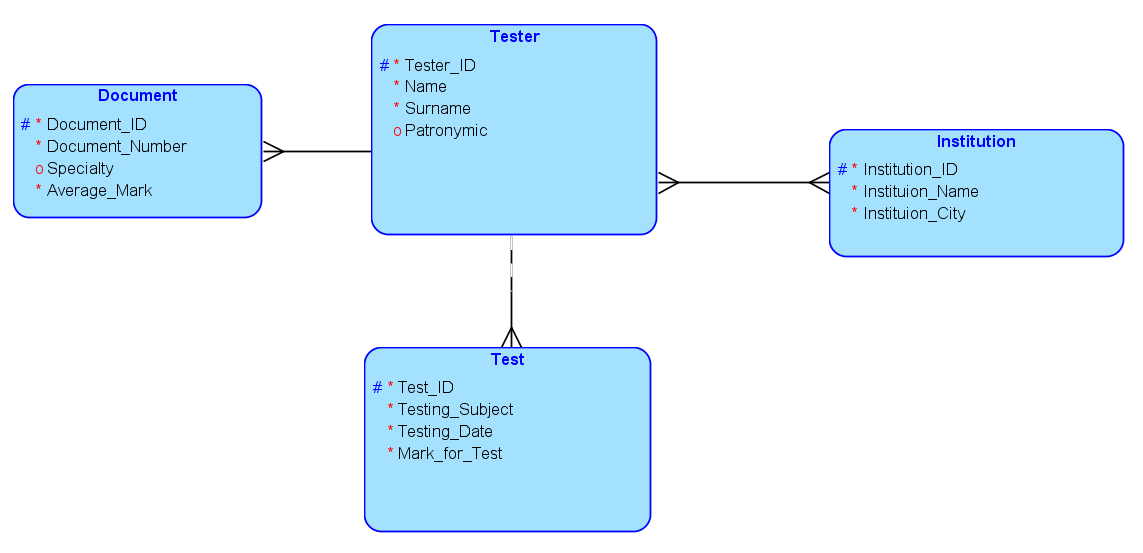 Tester
# * Tester_ID
* Name
* Surname
o Patronymic
Document
# * Document_ID
* Document_Number
o Specialty
* Average_Mark
Institution
# * Institution_ID
* Instituion_Name
* Instituion_City
Test
# * Test_ID
* Testing_Subject
* Testing_Date
* Mark_for_Test